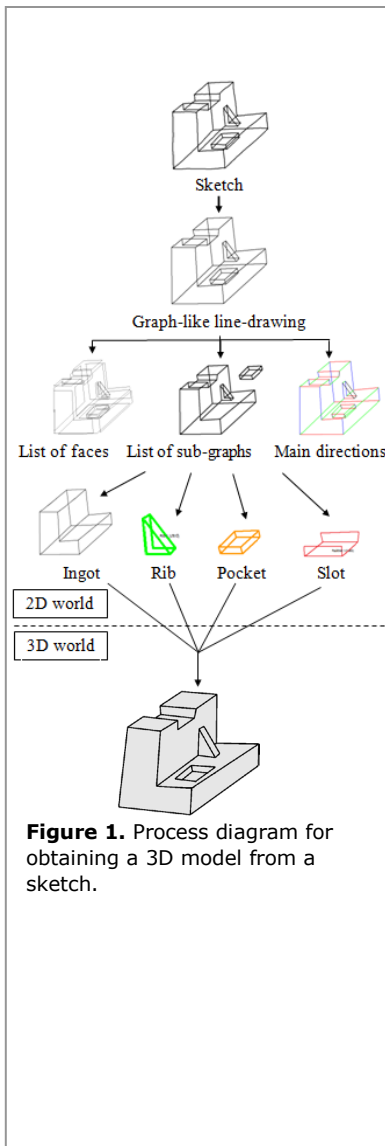 Sketch
Graph-like line-drawing
List of faces List of sub-graphs Main directions
Ingot Rib Pocket Slot
2D world
3D world
Figure 1. Process diagram for
obtaining a 3D model from a
sketch.